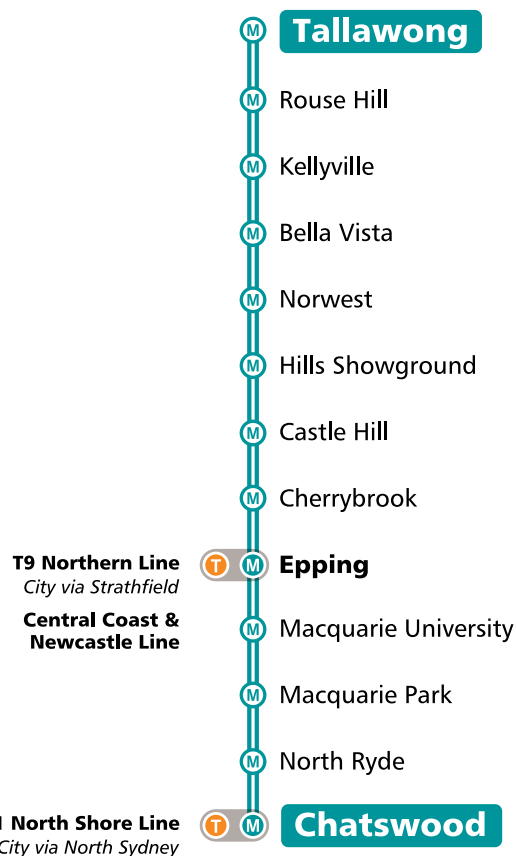 M Tallawong
M Rouse Hill
M Kellyville
M Bella Vista
M Norwest
M Hills Showground
M Castle Hill
M Cherrybrook
T9 Northern Line T M Epping
City via Strathfield
Central Coast &
Newcastle Line
M Macquarie University
M Macquarie Park
M North Ryde
North Shore Line T M Chatswood
City via North Sydney